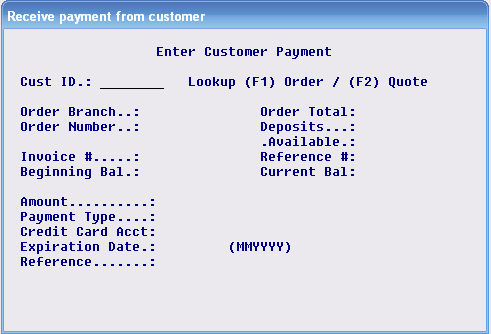 Receive payment from customer
Enter Customer Payment
Cust ID.: ________ Lookup (F1) Order / (F2) Quote
Order Branch..: Order Total:
Order Number..: Deposits...:
.Available.:
Invoice #.....: Reference #:
Beginning Bal.: Current Bal:
Amount..........:
Payment Type....:
Credit Card Acct:
Expiration Date.: (MMYYYY)
Reference.......: